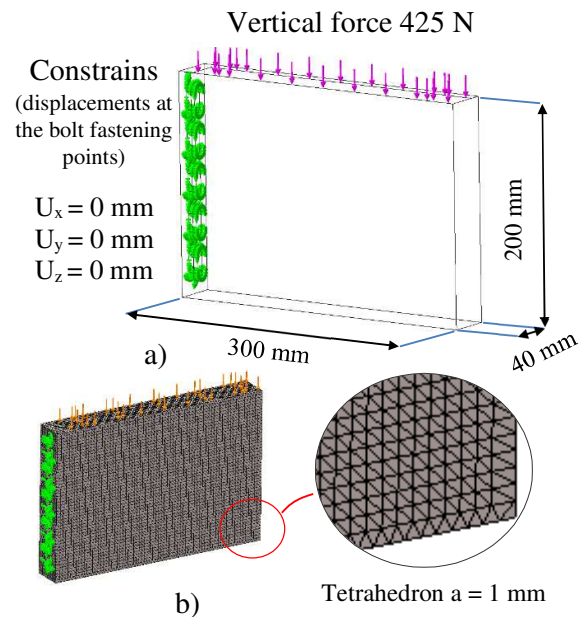 Vertical force 425 N
Constrains
(displacements at
the bolt fastening
points)
Ux = 0 mm
Uy = 0 mm
Uz = 0 mm
200 mm
40 mm
300 mm
a)
b)
Tetrahedron a = 1 mm